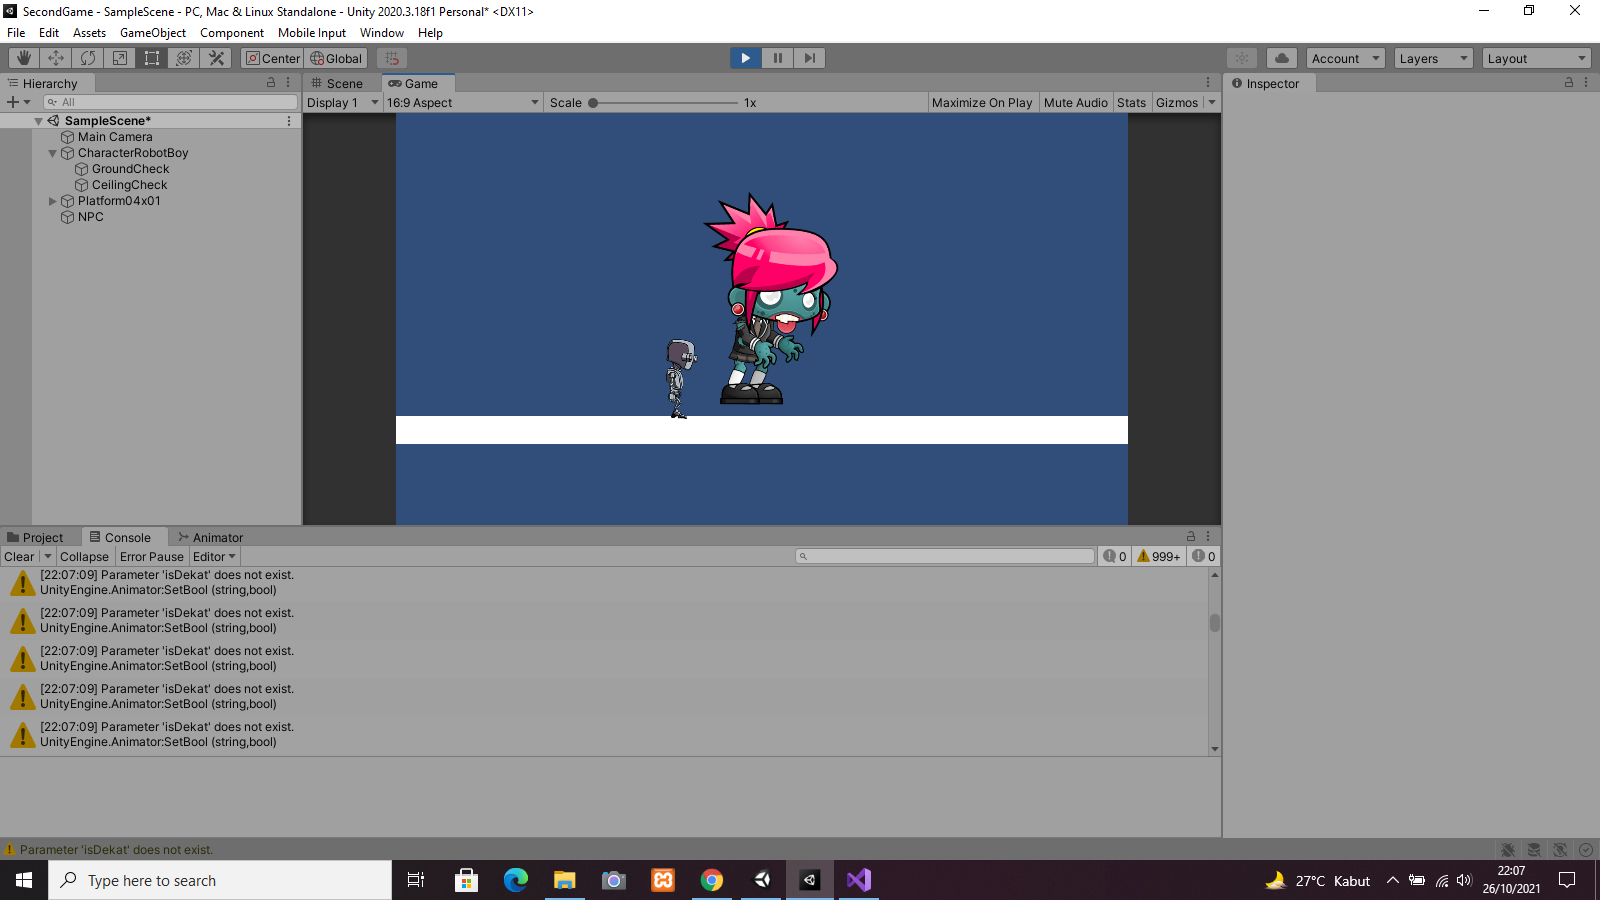 SecondGame - SampleScene - PC, Mac & Linux Standalone - Unity 2020.3.18f1 Personal* <DX11>
File Edit Assets GameObject Component Mobile Input Window Help
Center Global Account Layers Layout
Hierarchy Scene Game Inspector
All Display 1 16:9 Aspect Scale 1x Maximize On Play Mute Audio Stats Gizmos
SampleScene*
Main Camera
CharacterRobotBoy
GroundCheck
CeilingCheck
Platform04x01
NPC
Project Console Animator
Clear Collapse Error Pause Editor 0 999+ 0
[22:07:09] Parameter 'isDekat' does not exist.
UnityEngine.Animator:SetBool (string,bool)
[22:07:09] Parameter 'isDekat' does not exist.
UnityEngine.Animator:SetBool (string,bool)
[22:07:09] Parameter 'isDekat' does not exist.
UnityEngine.Animator:SetBool (string,bool)
[22:07:09] Parameter 'isDekat' does not exist.
UnityEngine.Animator:SetBool (string,bool)
[22:07:09] Parameter 'isDekat' does not exist.
UnityEngine.Animator:SetBool (string,bool)
Parameter 'isDekat' does not exist.
Type here to search
27°C Kabut
22:07
26/10/2021